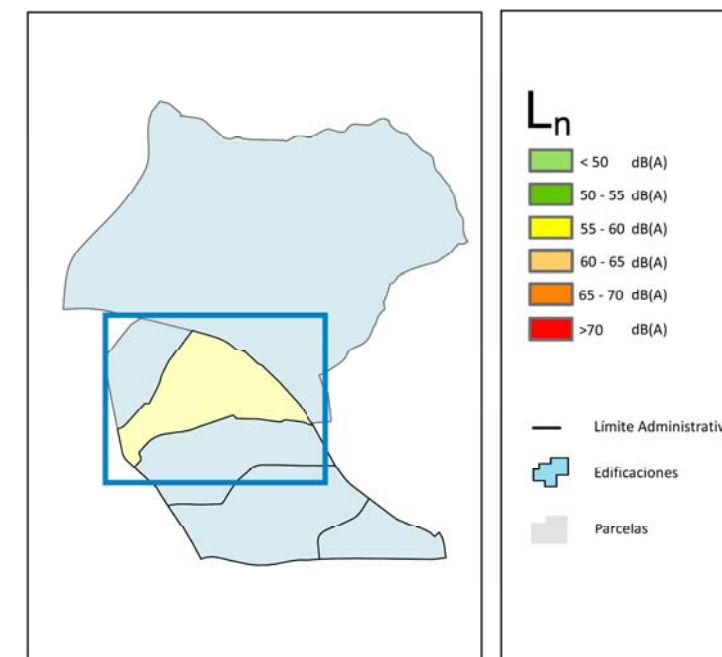 Ln
< 50 dB(A)
50 - 55 dB(A)
55 - 60 dB(A)
60 - 65 dB(A)
65 - 70 dB(A)
>70 dB(A)
Límite Administrativ
Edificaciones
Parcelas